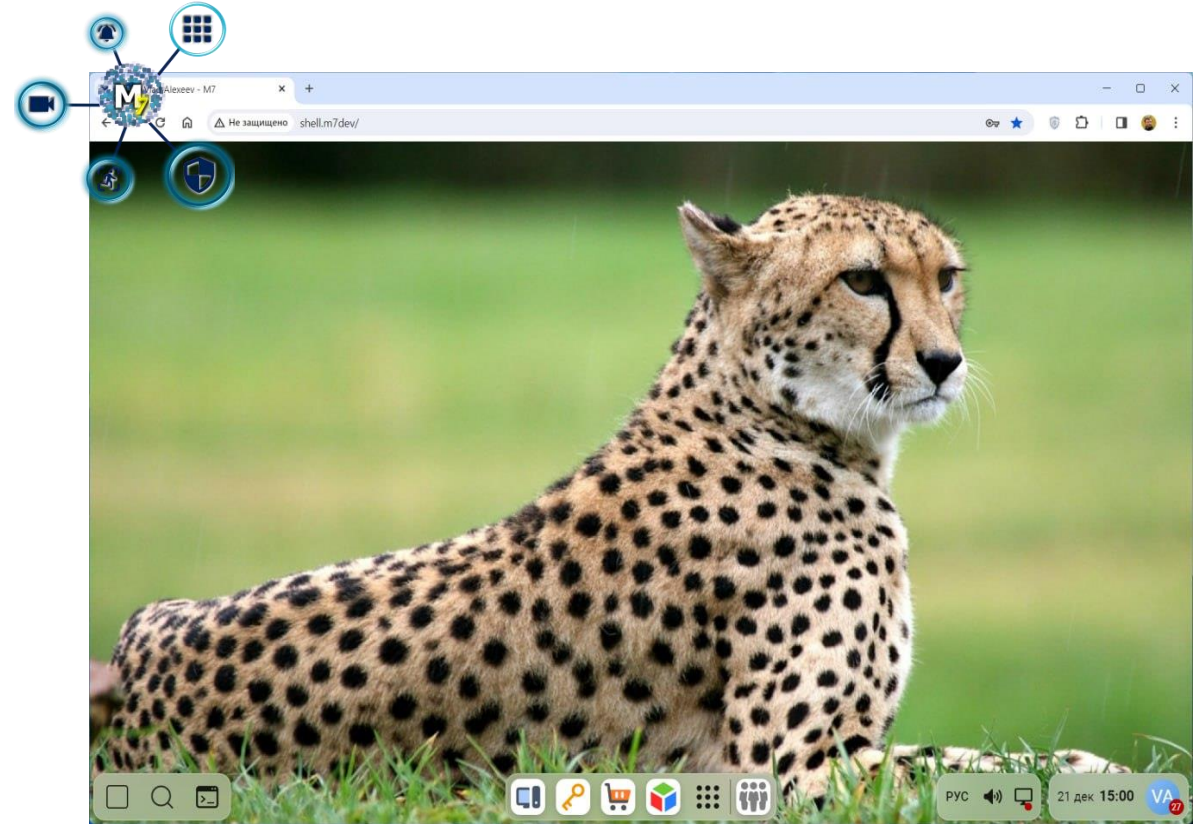 M7
Alexeev - M7
Не защищено shell.m7dev/
РУС
21 дек 15:00
VA
27